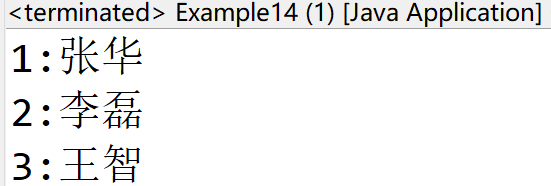 <terminated> Example14 (1) [Java Application]
1:张华
2:李磊
3:王智